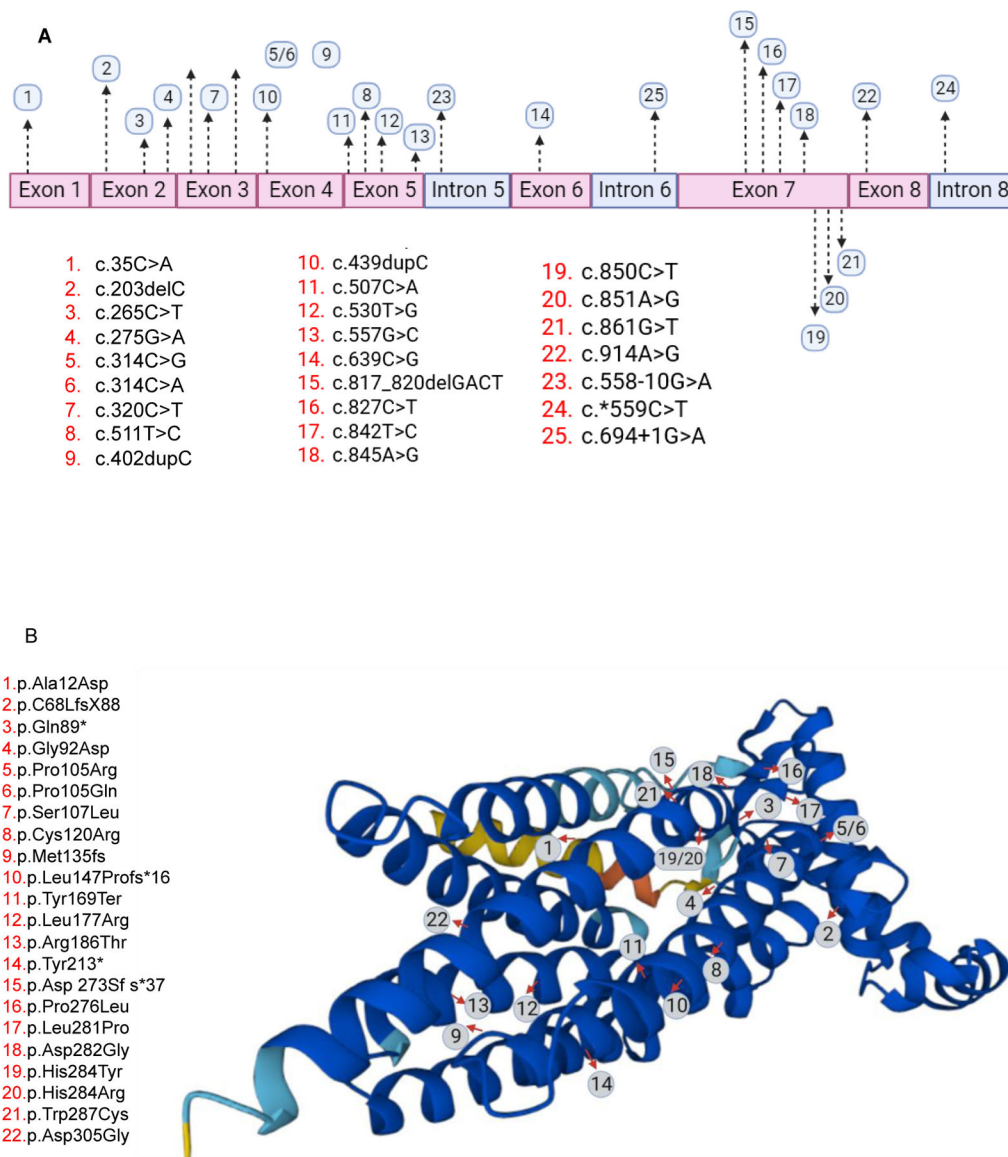 A
15
5/6
9
2
16
1
4
7
10
8
23
25
17
22
24
3
11
12
14
18
13
Exon 1
Exon 2
Exon 3
Exon 4
Exon 5
Intron 5
Exon 6
Intron 6
Exon 7
Exon 8
Intron 8
21
20
19
1. c.35C>A
2. c.203delC
3. c.265C>T
4. c.275G>A
5. c.314C>G
6. c.314C>A
7. c.320C>T
8. c.511T>C
9. c.402dupC
10. c.439dupC
11. c.507C>A
12. c.530T>G
13. c.557G>C
14. c.639C>G
15. c.817_820delGACT
16. c.827C>T
17. c.842T>C
18. c.845A>G
19. c.850C>T
20. c.851A>G
21. c.861G>T
22. c.914A>G
23. c.558-10G>A
24. c.*559C>T
25. c.694+1G>A
B
1.p.Ala12Asp
2.p.C68LfsX88
3.p.Gln89*
4.p.Gly92Asp
5.p.Pro105Arg
6.p.Pro105Gln
7.p.Ser107Leu
8.p.Cys120Arg
9.p.Met135fs
10.p.Leu147Profs*16
11.p.Tyr169Ter
12.p.Leu177Arg
13.p.Arg186Thr
14.p.Tyr213*
15.p.Asp 273Sf s*37
16.p.Pro276Leu
17.p.Leu281Pro
18.p.Asp282Gly
19.p.His284Tyr
20.p.His284Arg
21.p.Trp287Cys
22.p.Asp305Gly
15
18
16
21
3
17
5/6
1
19/20
7
4
22
2
11
8
13
12
10
9
14